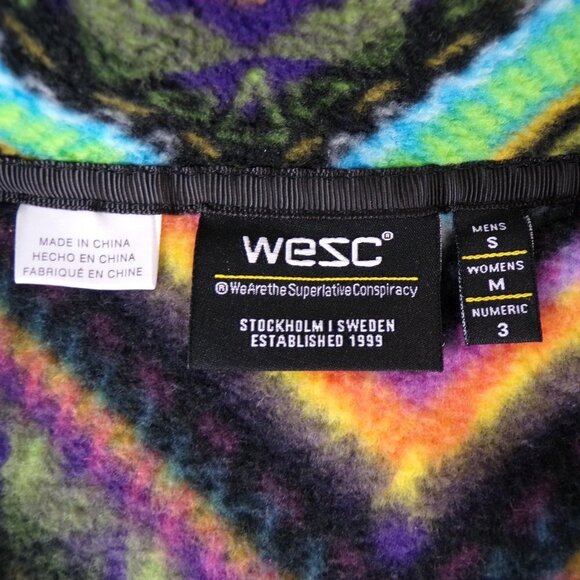 MADE IN CHINA
HECHO EN CHINA
FABRIQUÉ EN CHINE
wesc®
®WeAretheSuperlativeConspiracy
STOCKHOLM | SWEDEN
ESTABLISHED 1999
MENS
S
WOMENS
M
NUMERIC
3